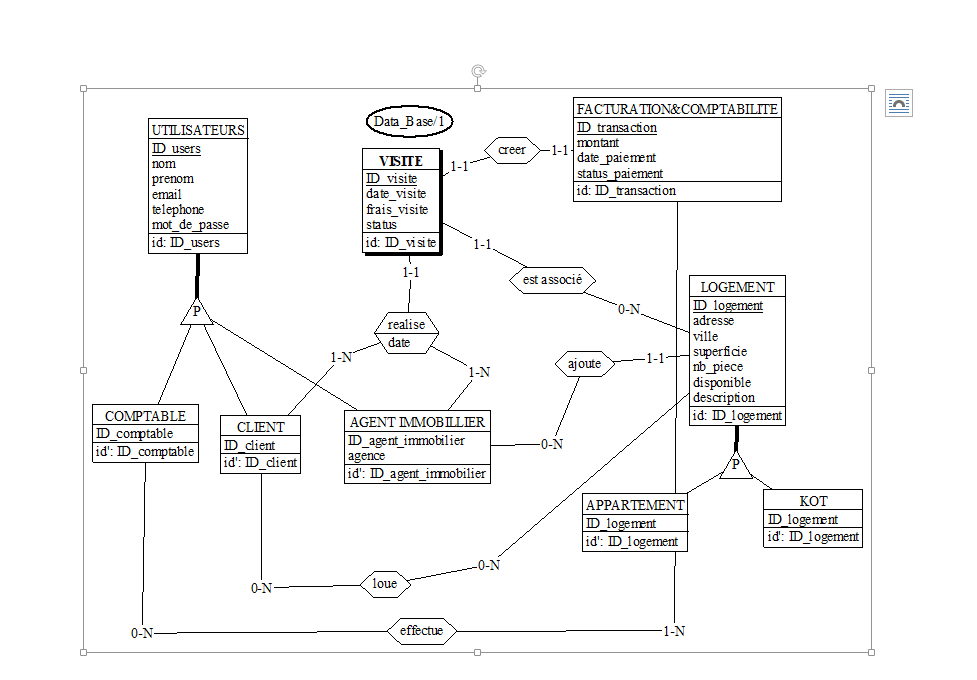 Data_Base/1
UTILISATEURS
ID_users
nom
prenom
email
telephone
mot_de_passe
id: ID_users
VISITE
ID_visite
date_visite
frais_visite
status
id: ID_visite
1-1
creer
1-1
FACTURATION&COMPTABILITE
ID_transaction
montant
date_paiement
status_paiement
id: ID_transaction
1-1
est associé
0-N
1-1
realise
date
1-N
1-N
P
LOGEMENT
ID_logement
adresse
ville
superficie
nb_piece
disponible
description
id: ID_logement
ajoute
1-1
0-N
COMPTABLE
ID_comptable
id': ID_comptable
CLIENT
ID_client
id': ID_client
AGENT IMMOBILLIER
ID_agent_immobilier
agence
id': ID_agent_immobilier
P
APPARTEMENT
ID_logement
id': ID_logement
KOT
ID_logement
id': ID_logement
0-N
loue
0-N
0-N
effectue
1-N